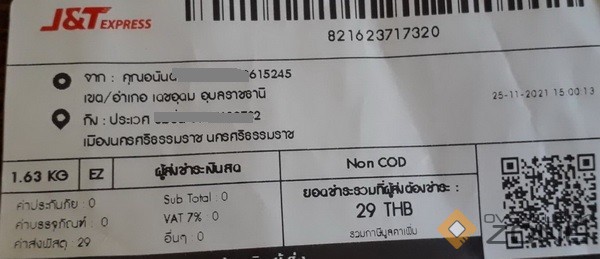 J&T EXPRESS
821623717320
จาก : คุณอนัน 615245
เขต/อำเภอ เดชอุดม อุบลราชธานี
25-11-2021 15:00:13
ถึง : ประเวศ
เมืองนครศรีธรรมราช นครศรีธรรมราช
1.63 KG EZ ผู้ส่งชำระเงินสด Non COD
ค่าประกันภัย : 0 Sub Total : 0 ยอดชำระรวมที่ผู้ส่งต้องชำระ :
ค่าบรรจุภัณฑ์ : 0 VAT 7% : 0 29 THB
ค่าส่งพัสดุ : 29 อื่นๆ : 0 รวมภาษีมูลค่าเพิ่ม